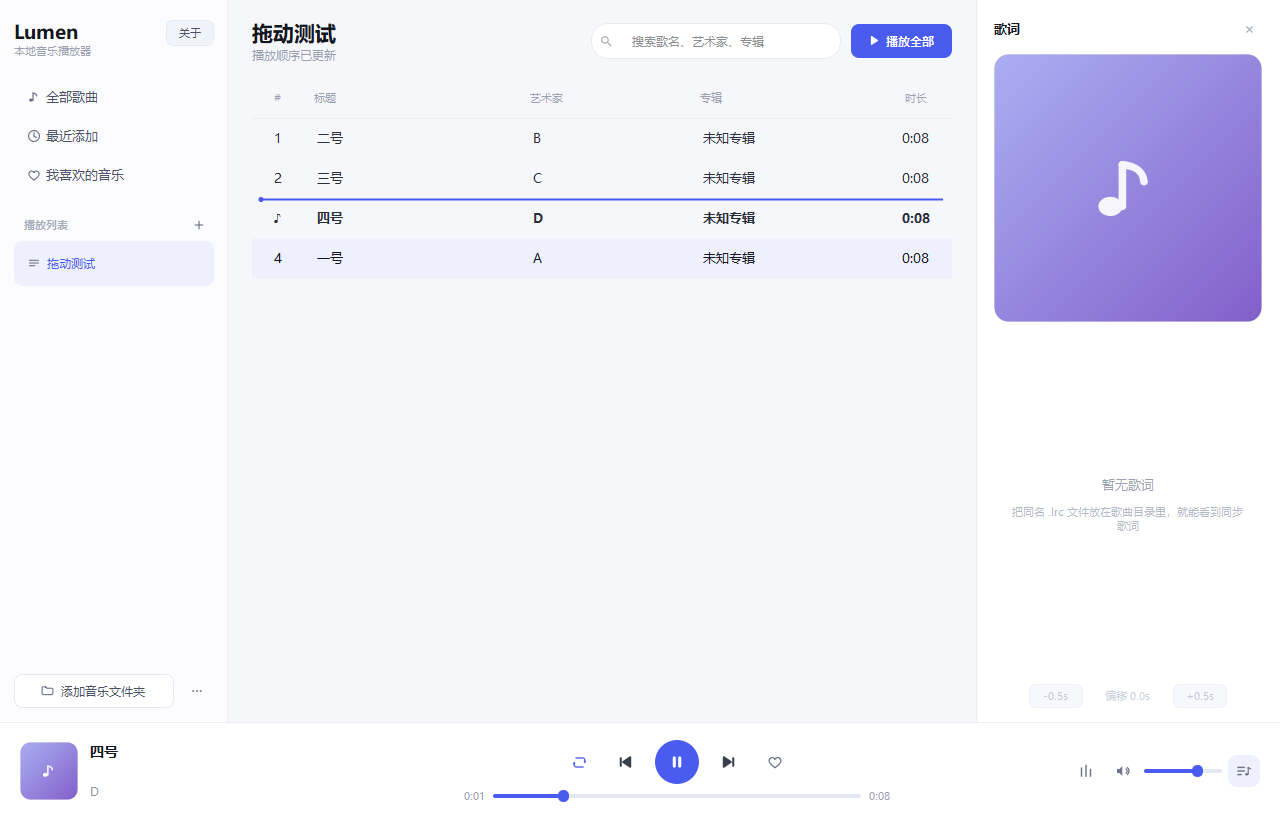 Lumen
关于
本地音乐播放器
全部歌曲
最近添加
我喜欢的音乐
播放列表
拖动测试
添加音乐文件夹
拖动测试
播放顺序已更新
搜索歌名、艺术家、专辑
播放全部
# 标题 艺术家 专辑 时长
1 二号 B 未知专辑 0:08
2 三号 C 未知专辑 0:08
四号 D 未知专辑 0:08
4 一号 A 未知专辑 0:08
歌词
暂无歌词
把同名 .lrc 文件放在歌曲目录里，就能看到同步
歌词
-0.5s 偏移 0.0s +0.5s
四号
D
0:01 0:08